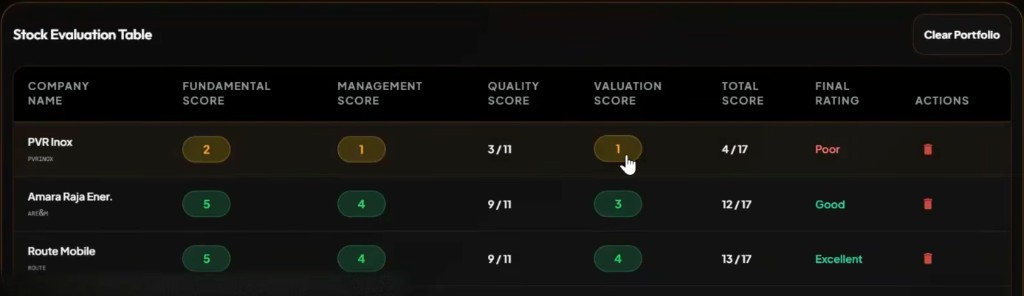 Stock Evaluation Table
Clear Portfolio
COMPANY NAME FUNDAMENTAL SCORE MANAGEMENT SCORE QUALITY SCORE VALUATION SCORE TOTAL SCORE FINAL RATING ACTIONS
PVR Inox 2 1 3 / 11 1 4 / 17 Poor
PVRINOX
Amara Raja Ener. 5 4 9 / 11 3 12 / 17 Good
ARE&M
Route Mobile 5 4 9 / 11 4 13 / 17 Excellent
ROUTE